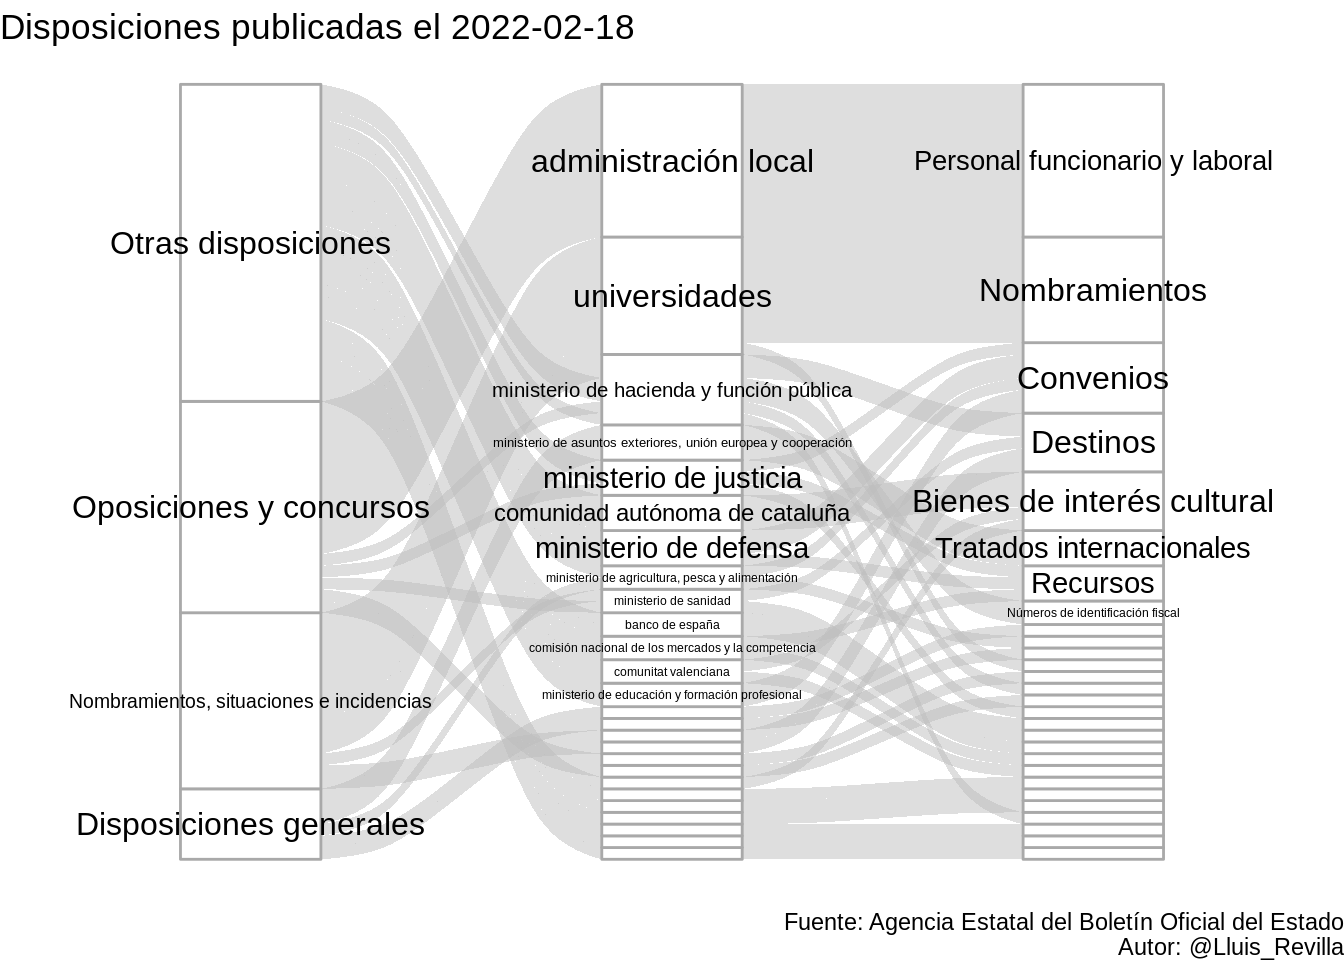 Disposiciones publicadas el 2022-02-18
Otras disposiciones
Oposiciones y concursos
Nombramientos, situaciones e incidencias
Disposiciones generales
administración local
universidades
ministerio de hacienda y función pública
ministerio de asuntos exteriores, unión europea y cooperación
ministerio de justicia
comunidad autónoma de cataluña
ministerio de defensa
ministerio de agricultura, pesca y alimentación
ministerio de sanidad
banco de españa
comisión nacional de los mercados y la competencia
comunitat valenciana
ministerio de educación y formación profesional
Personal funcionario y laboral
Nombramientos
Convenios
Destinos
Bienes de interés cultural
Tratados internacionales
Recursos
Números de identificación fiscal
Fuente: Agencia Estatal del Boletín Oficial del Estado
Autor: @Lluis_Revilla